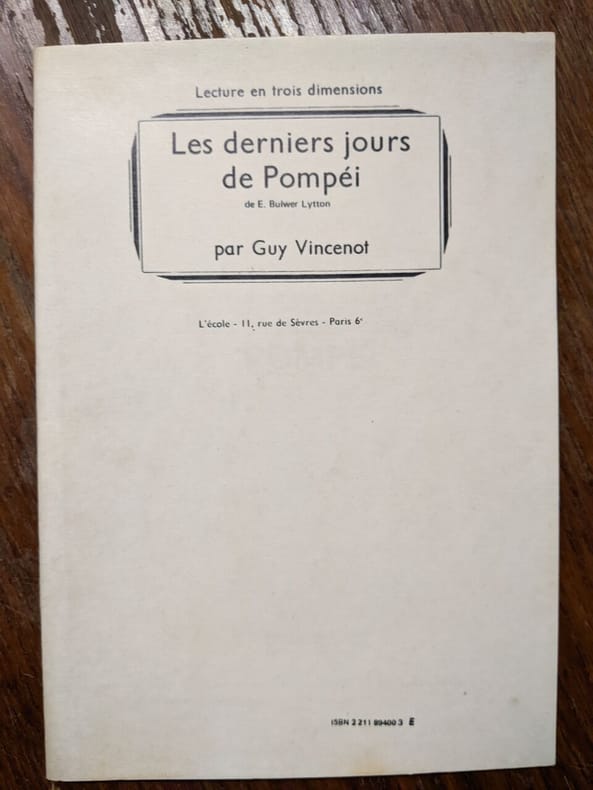 Lecture en trois dimensions
Les derniers jours
de Pompéi
de E. Bulwer Lytton
par Guy Vincenot
L'école - 11, rue de Sèvres - Paris 6ᵉ
ISBN 2 211 89400 3 E